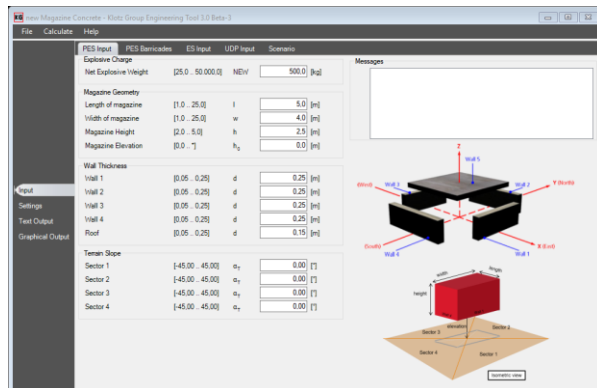 new Magazine Concrete - Klotz Group Engineering Tool 3.0 Beta-3
File Calculate Help
PES Input PES Barricades ES Input UDP Input Scenario
Explosive Charge
Net Explosive Weight [25,0 .. 50.000,0] NEW 500,0 [kg]
Magazine Geometry
Length of magazine [1,0 .. 25,0] l 5,0 [m]
Width of magazine [1,0 .. 25,0] w 4,0 [m]
Magazine Height [2,0 .. 5,0] h 2,5 [m]
Magazine Elevation [0,0 .. *] 0,0 [m]
Wall Thickness
Wall 1 [0,05 .. 0,25] d 0,25 [m]
Wall 2 [0,05 .. 0,25] d 0,25 [m]
Wall 3 [0,05 .. 0,25] d 0,25 [m]
Wall 4 [0,05 .. 0,25] d 0,25 [m]
Roof [0,05 .. 0,25] d 0,15 [m]
Terrain Slope
Sector 1 [-45,00 .. 45,00] αT 0,00 [°]
Sector 2 [-45,00 .. 45,00] αT 0,00 [°]
Sector 3 [-45,00 .. 45,00] αT 0,00 [°]
Sector 4 [-45,00 .. 45,00] αT 0,00 [°]
Input
Settings
Text Output
Graphical Output
Messages
Z
Wall 5
(West)
Wall 3
Wall 2
Y (North)
(South)
Wall 4
Wall 1
X (East)
width
length
height
elevation
Sector 3
Sector 2
Sector 4
Sector 1
Isometric view